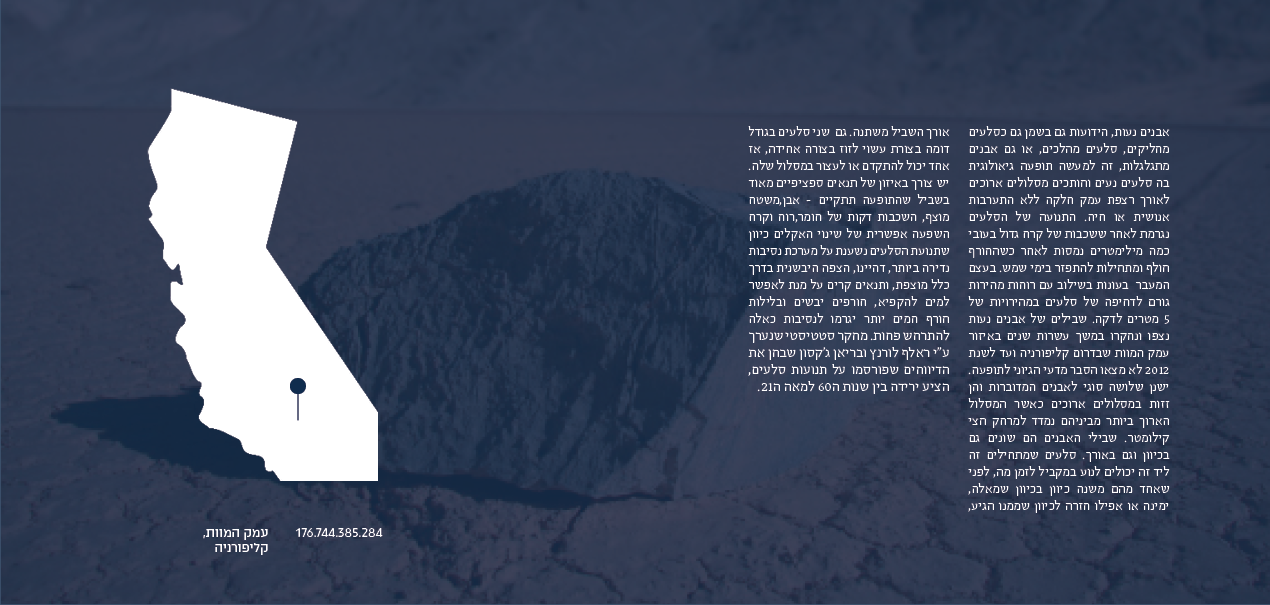 אבנים נעות, הידועות גם בשמן גם כסלעים
מחליקים, סלעים מהלכים, או גם אבנים
מתגלגלות, זה למעשה תופעה גיאולוגית
בה סלעים נעים וחותכים מסלולים ארוכים
לאורך רצפת עמק חלקה ללא התערבות
אנושית או חיה. התנועה של הסלעים
נגרמת לאחר ששכבות של קרח גדול בעובי
כמה מילימטרים נמסות לאחר כשהחורף
חולף ומתחילות להתפזר בימי שמש. בעצם
המעבר בעונות בשילוב עם רוחות מהירות
גורם לדחיפה של סלעים במהירויות של
5 מטרים לדקה. שבילים של אבנים נעות
נצפו ונחקרו במשך עשרות שנים באיזור
עמק המוות שבדרום קליפורניה ועד לשנת
2012 לא מצאו הסבר מדעי הגיוני לתופעה.
ישנן שלושה סוגי לאבנים המדוברות והן
זזות במסלולים ארוכים כאשר המסלול
הארוך ביותר מביניהם נמדד למרחק חצי
קילומטר. שבילי האבנים הם שונים גם
בכיוון וגם באורך. סלעים שמתחילים זה
ליד זה יכולים לנוע במקביל לזמן מה, לפני
שאחד מהם משנה כיוון בכיוון שמאלה,
ימינה או אפילו חזרה לכיוון שממנו הגיע,
אורך השביל משתנה. גם שני סלעים בגודל
דומה בצורת עשוי לזוז בצורה אחידה, אז
אחד יכול להתקדם או לעצור במסלול שלה.
יש צורך באיזון של תנאים ספציפיים מאוד
בשביל שהתופעה תתקיים - אבן,משטח
מוצף, השכבות דקות של חומר,רוח וקרח
השפעה אפשרית של שינוי האקלים כיוון
שתנועת הסלעים נשענת על מערכת נסיבות
נדירה ביותר, דהיינו, הצפה היבשנית בדרך
כלל מוצפת, ותנאים קרים על מנת לאפשר
למים להקפיא, חורפים יבשים ובלילות
חורף חמים יותר יגרמו לנסיבות כאלה
להתרחש פחות. מחקר סטטיסטי שנערך
ע"י ראלף לורנץ ובריאן ג'קסון שבחן את
הדיווחים שפורסמו על תנועות סלעים,
הציע ירידה בין שנות ה60 למאה ה21.
176.744.385.284
עמק המוות,
קליפורניה